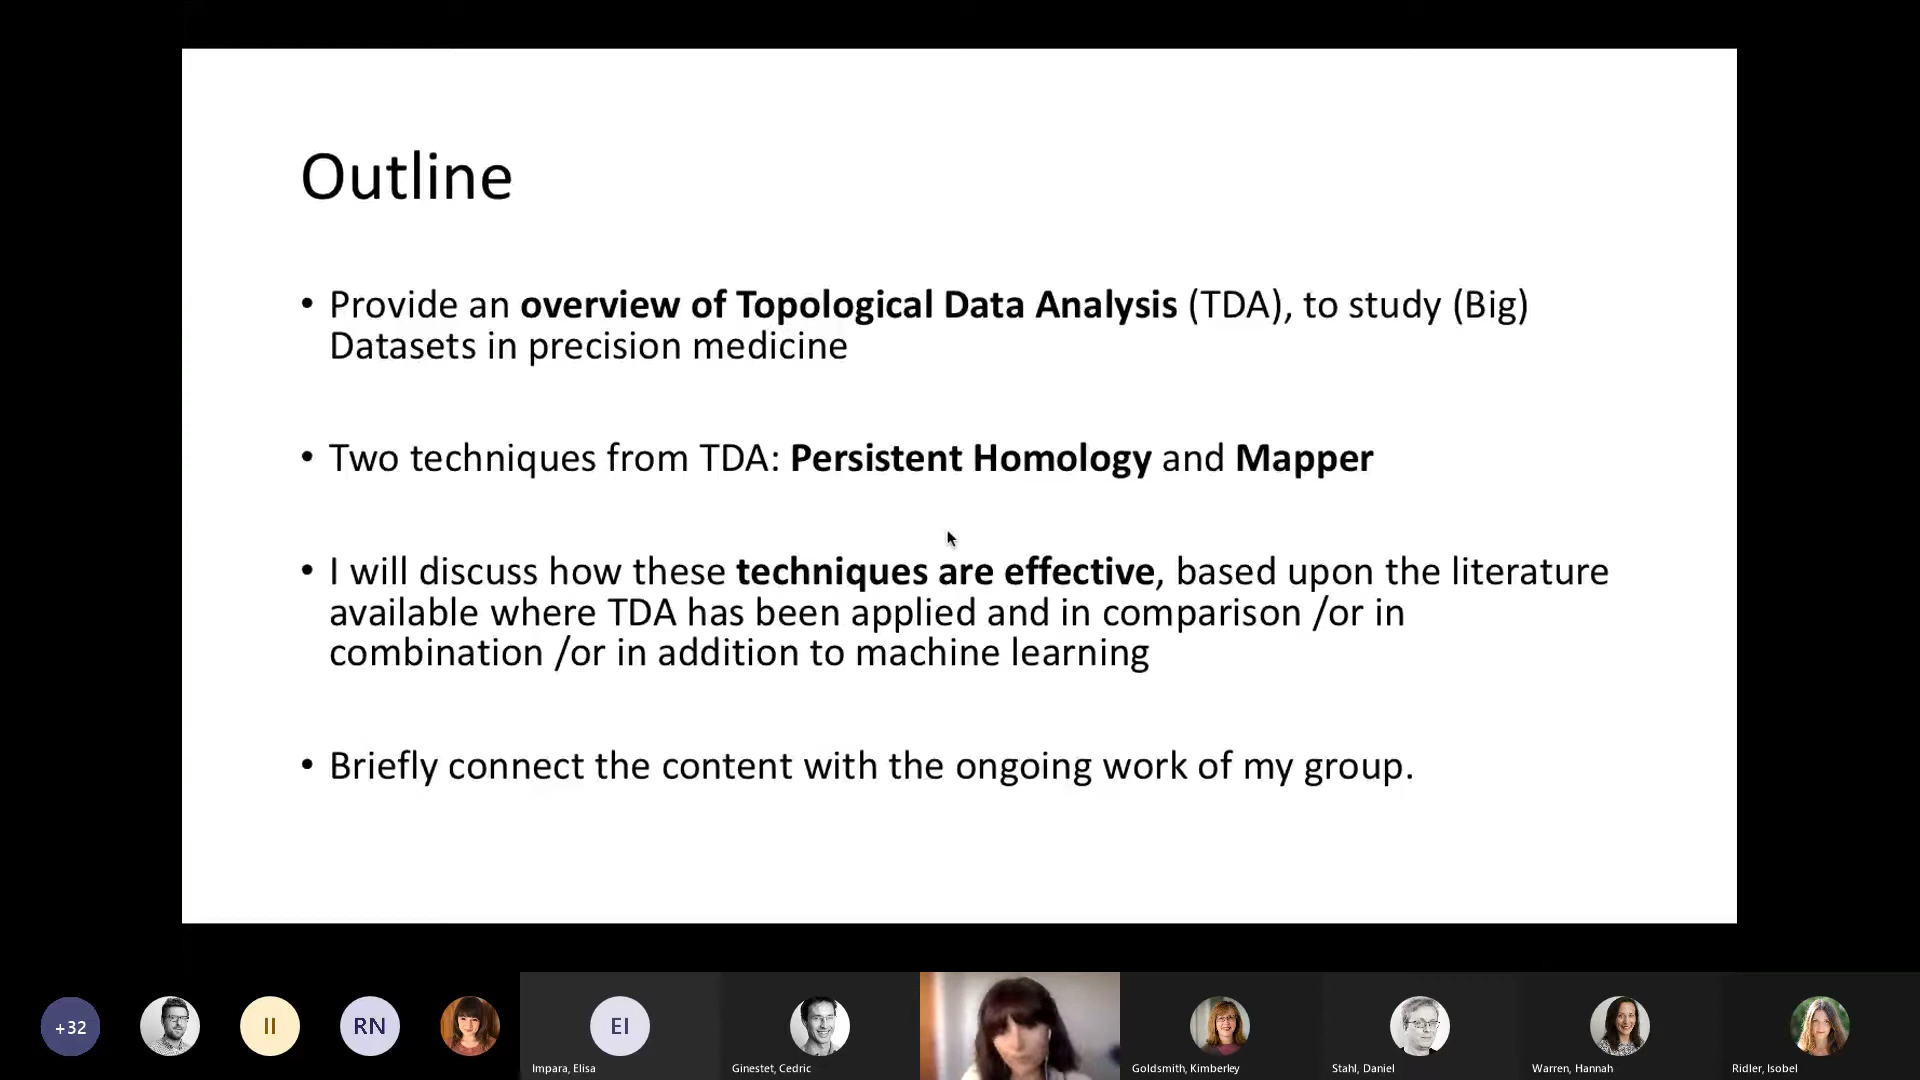 Outline
• Provide an overview of Topological Data Analysis (TDA), to study (Big)
Datasets in precision medicine
• Two techniques from TDA: Persistent Homology and Mapper
• I will discuss how these techniques are effective, based upon the literature
available where TDA has been applied and in comparison /or in
combination /or in addition to machine learning
• Briefly connect the content with the ongoing work of my group.
+32
II
RN
EI
Impara, Elisa
Ginestet, Cedric
Goldsmith, Kimberley
Stahl, Daniel
Warren, Hannah
Ridler, Isobel